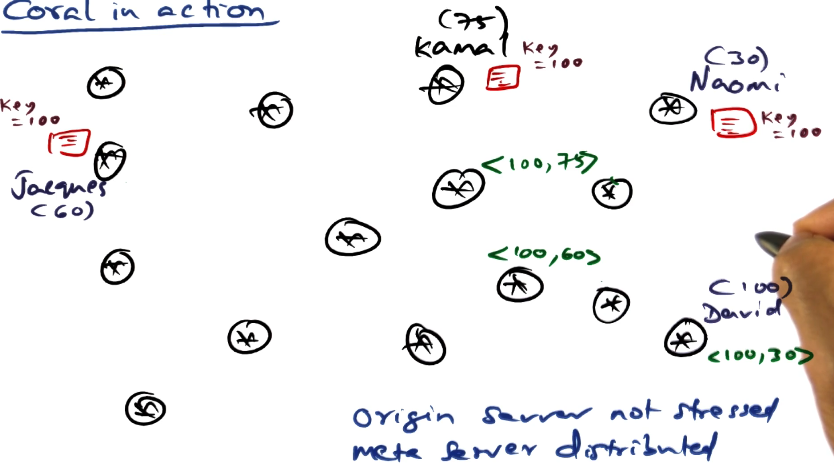 Coral in action
(75)
Kamal
Key
=100
(30)
Naomi
Key
=100
Key
=100
Jacques
(60)
<100,75>
<100,60>
(100)
David
<100,30>
origin server not stressed
meta server distributed